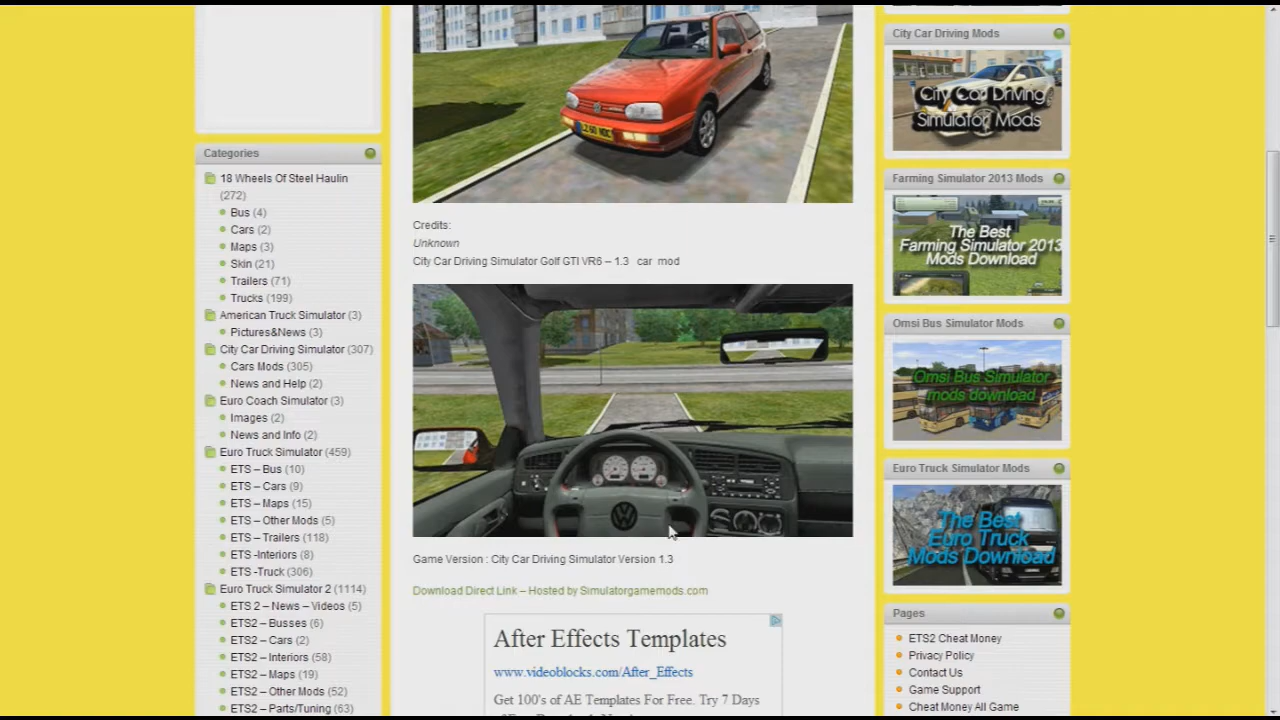 Categories
18 Wheels Of Steel Haulin
(272)
Bus (4)
Cars (2)
Maps (3)
Skin (21)
Trailers (71)
Trucks (199)
American Truck Simulator (3)
Pictures&News (3)
City Car Driving Simulator (307)
Cars Mods (305)
News and Help (2)
Euro Coach Simulator (3)
Images (2)
News and Info (2)
Euro Truck Simulator (459)
ETS – Bus (10)
ETS – Cars (9)
ETS – Maps (15)
ETS – Other Mods (5)
ETS – Trailers (118)
ETS -Interiors (8)
ETS -Truck (306)
Euro Truck Simulator 2 (1114)
ETS 2 – News – Videos (5)
ETS2 – Busses (6)
ETS2 – Cars (2)
ETS2 – Interiors (58)
ETS2 – Maps (19)
ETS2 – Other Mods (52)
ETS2 – Parts/Tuning (63)
Credits:
Unknown
City Car Driving Simulator Golf GTI VR6 – 1.3 car mod
Game Version : City Car Driving Simulator Version 1.3
Download Direct Link – Hosted by Simulatorgamemods.com
After Effects Templates
www.videoblocks.com/After_Effects
Get 100's of AE Templates For Free. Try 7 Days
City Car Driving Mods
City Car Driving
Simulator Mods
Farming Simulator 2013 Mods
The Best
Farming Simulator 2013
Mods Download
Omsi Bus Simulator Mods
Omsi Bus Simulator
mods download
Euro Truck Simulator Mods
The Best
Euro Truck
Mods Download
Pages
ETS2 Cheat Money
Privacy Policy
Contact Us
Game Support
Cheat Money All Game